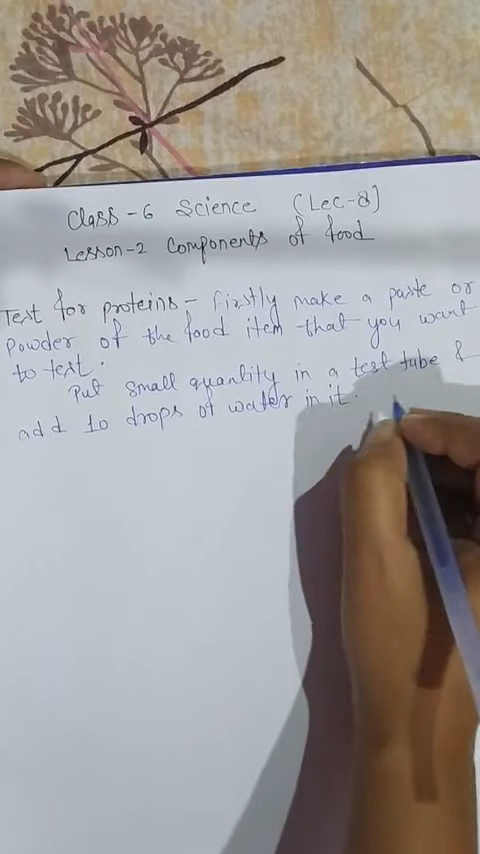 Class-6 Science (Lec-8)
Lesson-2 Components of food
Test for proteins - Firstly make a paste or
powder of the food item that you want
to test.
Put small quantity in a test tube &
add 10 drops of water in it.